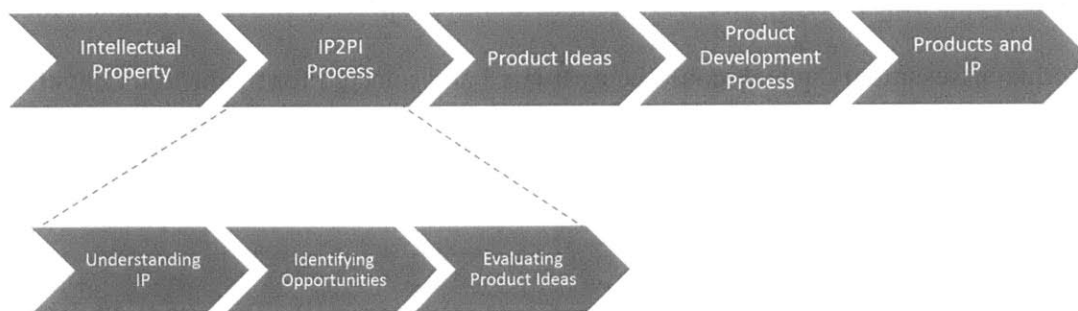 Intellectual
Property
IP2PI
Process
Product Ideas
Product
Development
Process
Products and
IP
Understanding
IP
Identifying
Opportunities
Evaluating
Product Ideas